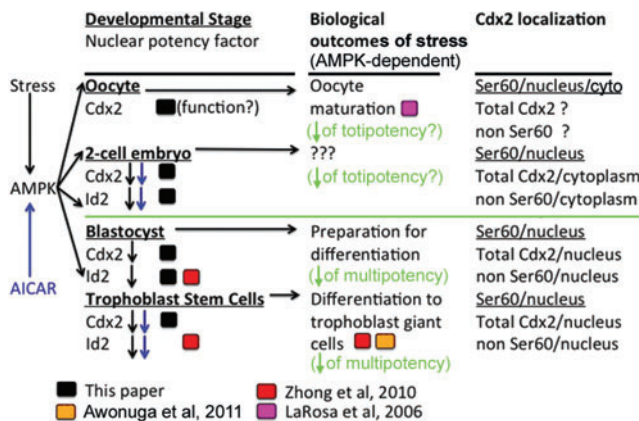 Developmental Stage
Nuclear potency factor
Biological
outcomes of stress
(AMPK-dependent)
Cdx2 localization
Stress
AMPK
AICAR
Oocyte
Oocyte
Ser60/nucleus/cyto
Cdx2 (function?)
maturation
Total Cdx2 ?
(↓of totipotency?)
non Ser60 ?
2-cell embryo
???
Ser60/nucleus
Cdx2
(↓of totipotency?)
Total Cdx2/cytoplasm
Id2
non Ser60/cytoplasm
Blastocyst
Preparation for
Ser60/nucleus
Cdx2
differentiation
Total Cdx2/nucleus
Id2
(↓of multipotency)
non Ser60/nucleus
Trophoblast Stem Cells
Differentiation to
Ser60/nucleus
Cdx2
trophoblast giant
Total Cdx2/nucleus
Id2
cells
non Ser60/nucleus
(↓of multipotency)
This paper
Zhong et al, 2010
Awonuga et al, 2011
LaRosa et al, 2006